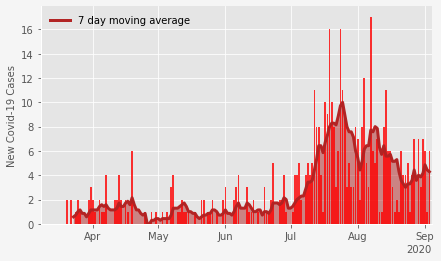 7 day moving average
New Covid-19 Cases
16
14
12
10
8
6
4
2
0
Apr
May
Jun
Jul
Aug
Sep
2020